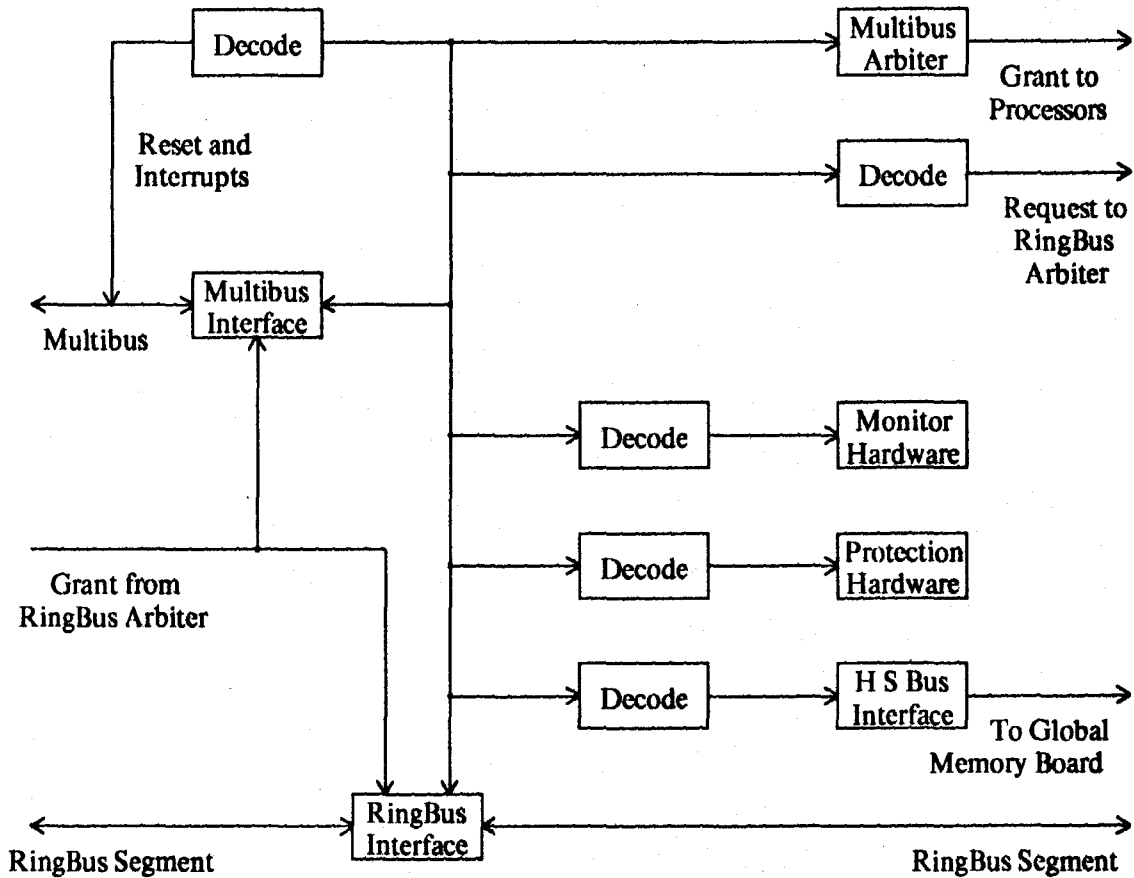 Decode
Multibus
Arbiter
Grant to
Processors
Reset and
Interrupts
Decode
Request to
RingBus
Arbiter
Multibus
Interface
Multibus
Decode
Monitor
Hardware
Decode
Protection
Hardware
Grant from
RingBus Arbiter
Decode
H S Bus
Interface
To Global
Memory Board
RingBus
Interface
RingBus Segment
RingBus Segment